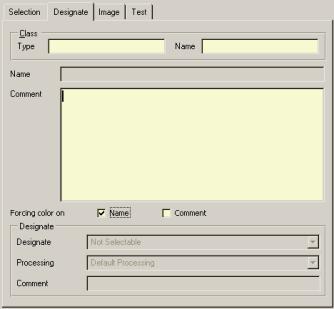 Selection Designate Image Test
Class
Type Name
Name
Comment
Forcing color on Name Comment
Designate
Designate Not Selectable
Processing Default Processing
Comment